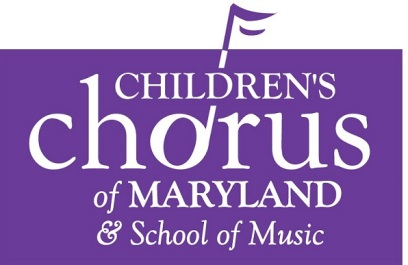 CHILDREN'S
chorus
of MARYLAND
& School of Music